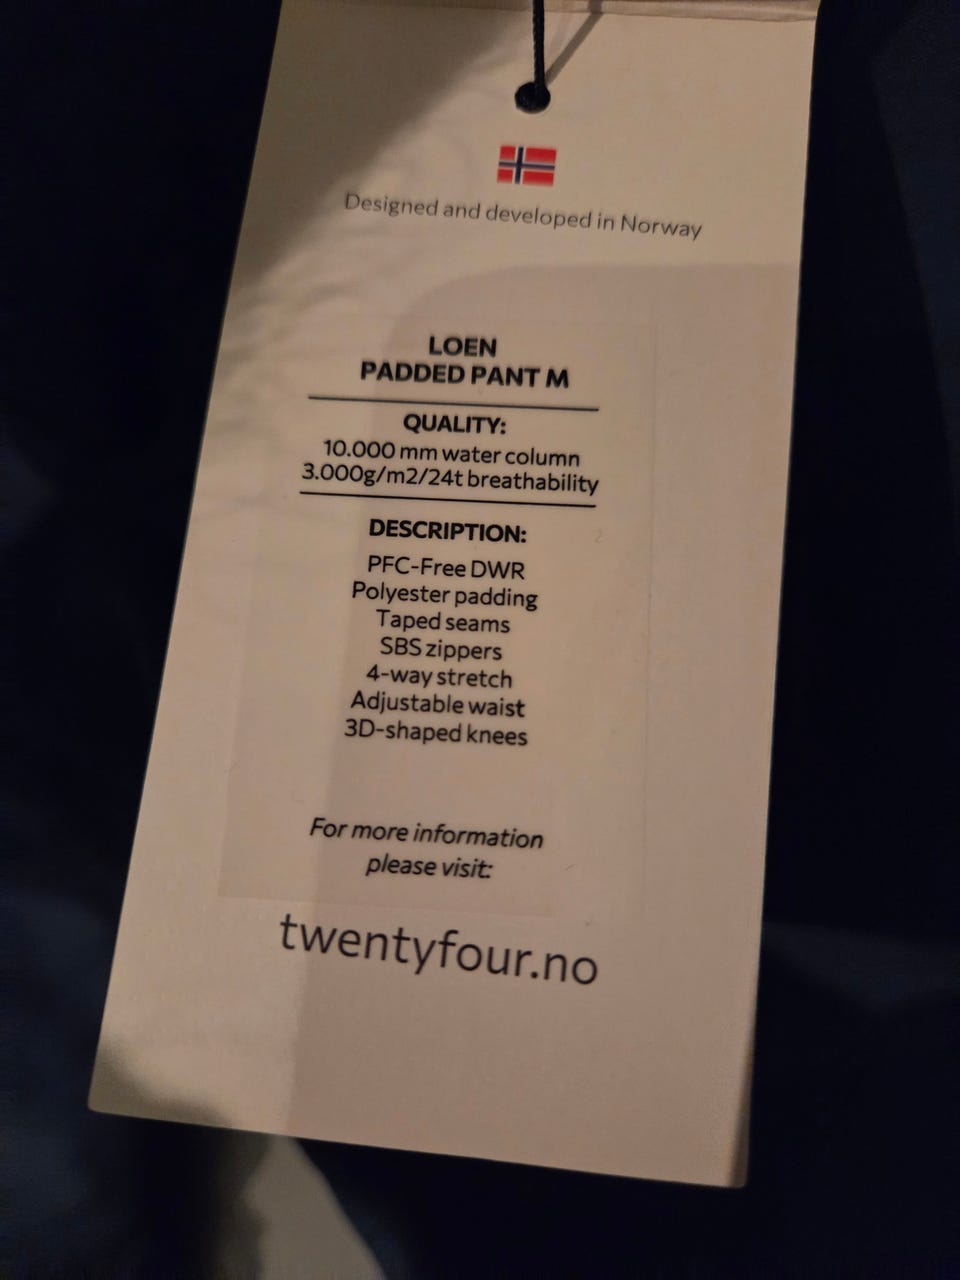 Designed and developed in Norway
LOEN
PADDED PANT M
QUALITY:
10.000 mm water column
3.000g/m2/24t breathability
DESCRIPTION:
PFC-Free DWR
Polyester padding
Taped seams
SBS zippers
4-way stretch
Adjustable waist
3D-shaped knees
For more information
please visit:
twentyfour.no